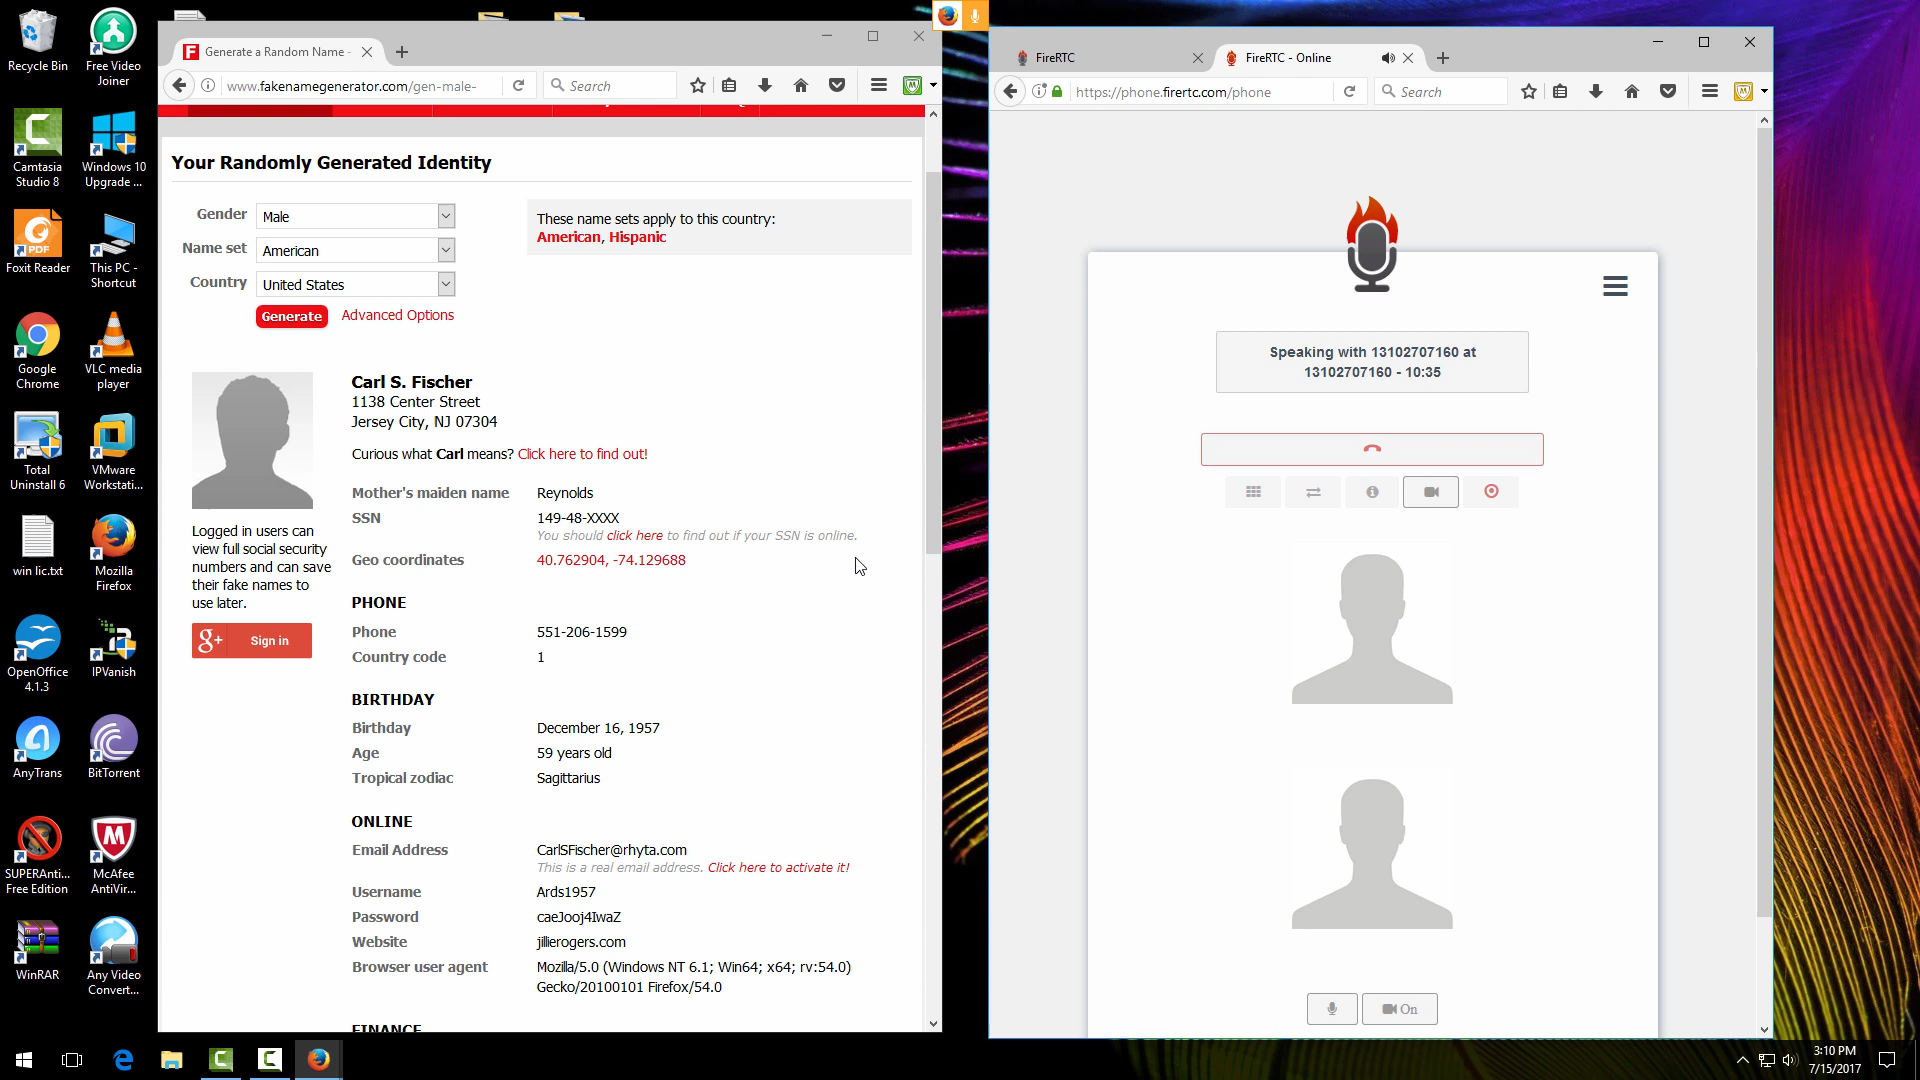 Recycle Bin
Free Video
Joiner
Camtasia
Studio 8
Windows 10
Upgrade ...
PDF
Foxit Reader
This PC -
Shortcut
Google
Chrome
VLC media
player
Total
Uninstall 6
VMware
Workstati...
win lic.txt
Mozilla
Firefox
OpenOffice
4.1.3
IPVanish
AnyTrans
BitTorrent
SUPERAnti...
Free Edition
McAfee
AntiVir...
WinRAR
Any Video
Convert...
Generate a Random Name -
www.fakenamegenerator.com/gen-male-
Search
Your Randomly Generated Identity
Gender
Male
Name set
American
Country
United States
Generate
Advanced Options
These name sets apply to this country:
American, Hispanic
Carl S. Fischer
1138 Center Street
Jersey City, NJ 07304
Curious what Carl means? Click here to find out!
Logged in users can
view full social security
numbers and can save
their fake names to
use later.
g+ Sign in
Mother's maiden name Reynolds
SSN 149-48-XXXX
You should click here to find out if your SSN is online.
Geo coordinates 40.762904, -74.129688
PHONE
Phone 551-206-1599
Country code 1
BIRTHDAY
Birthday December 16, 1957
Age 59 years old
Tropical zodiac Sagittarius
ONLINE
Email Address CarlSFischer@rhyta.com
This is a real email address. Click here to activate it!
Username Ards1957
Password caeJooj4IwaZ
Website jillierogers.com
Browser user agent Mozilla/5.0 (Windows NT 6.1; Win64; x64; rv:54.0)
Gecko/20100101 Firefox/54.0
FINANCE
FireRTC
FireRTC - Online
https://phone.firertc.com/phone
Search
Speaking with 13102707160 at
13102707160 - 10:35
On
3:10 PM
7/15/2017